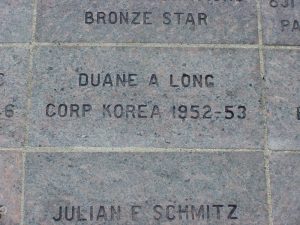 BRONZE STAR
DUANE A LONG
CORP KOREA 1952-53
JULIAN F SCHMITZ